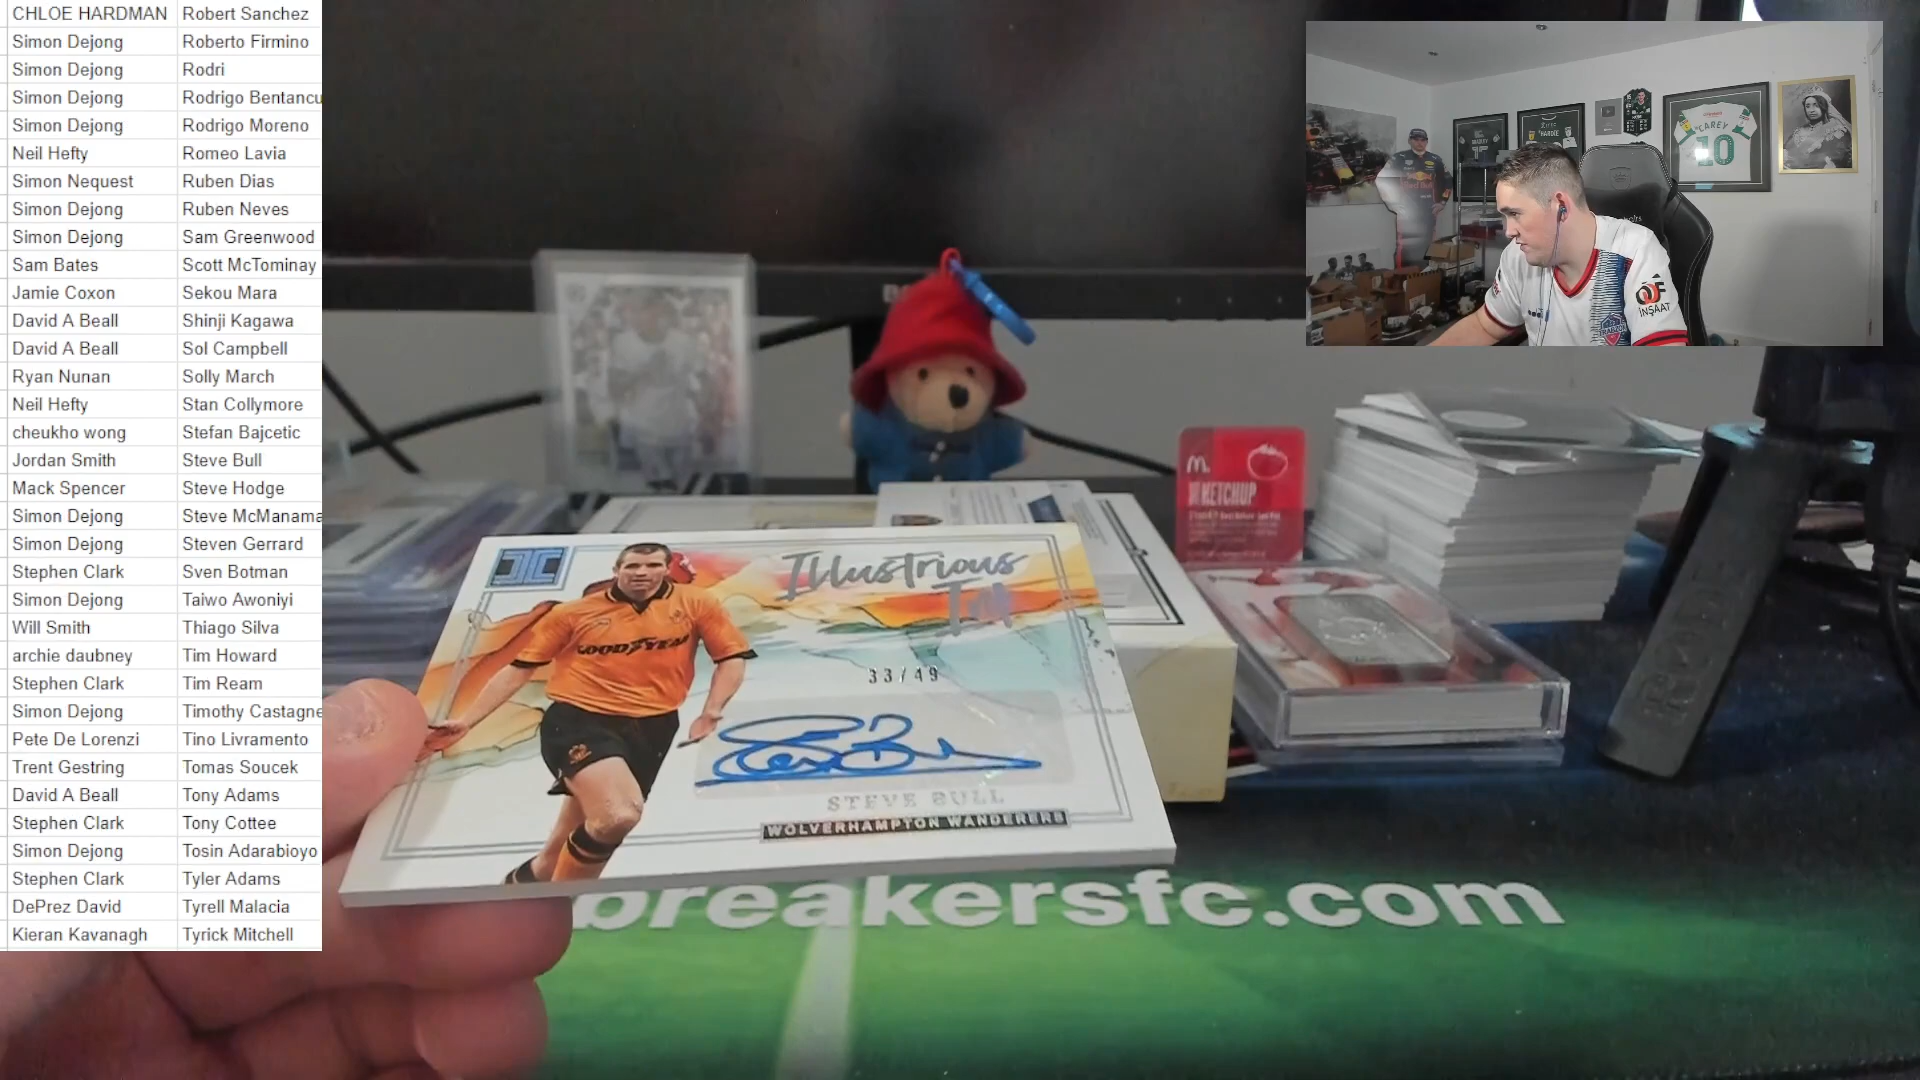 CHLOE HARDMAN Robert Sanchez
Simon Dejong Roberto Firmino
Simon Dejong Rodri
Simon Dejong Rodrigo Bentancu
Simon Dejong Rodrigo Moreno
Neil Hefty Romeo Lavia
Simon Nequest Ruben Dias
Simon Dejong Ruben Neves
Simon Dejong Sam Greenwood
Sam Bates Scott McTominay
Jamie Coxon Sekou Mara
David A Beall Shinji Kagawa
David A Beall Sol Campbell
Ryan Nunan Solly March
Neil Hefty Stan Collymore
cheukho wong Stefan Bajcetic
Jordan Smith Steve Bull
Mack Spencer Steve Hodge
Simon Dejong Steve McManama
Simon Dejong Steven Gerrard
Stephen Clark Sven Botman
Simon Dejong Taiwo Awoniyi
Will Smith Thiago Silva
archie daubney Tim Howard
Stephen Clark Tim Ream
Simon Dejong Timothy Castagne
Pete De Lorenzi Tino Livramento
Trent Gestring Tomas Soucek
David A Beall Tony Adams
Stephen Clark Tony Cottee
Simon Dejong Tosin Adarabioyo
Stephen Clark Tyler Adams
DePrez David Tyrell Malacia
Kieran Kavanagh Tyrick Mitchell
CAREY
10
INŞAAT
KETCHUP
Illustrious
Ink
GOODYEAR
33/49
STEVE BULL
WOLVERHAMPTON WANDERERS
breakersfc.com